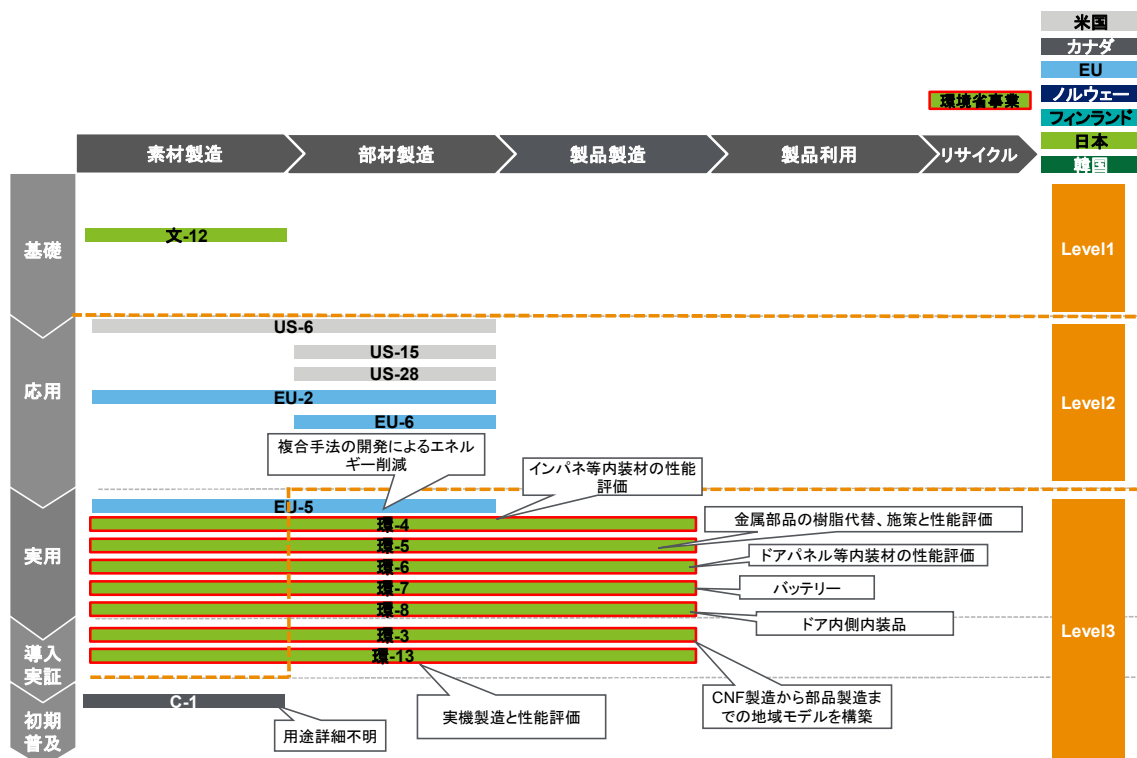 米国
カナダ
EU
ノルウェー
フィンランド
日本
韓国
環境省事業
素材製造
部材製造
製品製造
製品利用
リサイクル
基礎
文-12
Level1
応用
US-6
US-15
US-28
EU-2
EU-6
Level2
複合手法の開発によるエネル
ギー削減
インパネ等内装材の性能
評価
実用
EU-5
環-4
環-5
環-6
環-7
環-8
金属部品の樹脂代替、施策と性能評価
ドアパネル等内装材の性能評価
バッテリー
ドア内側内装品
Level3
導入
実証
環-3
環-13
CNF製造から部品製造ま
での地域モデルを構築
実機製造と性能評価
初期
普及
C-1
用途詳細不明